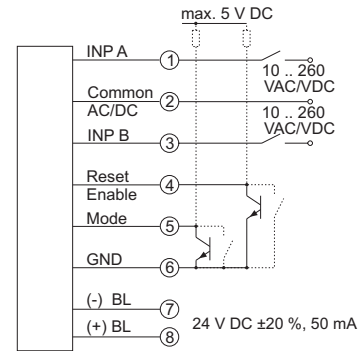 max. 5 V DC
INP A
1
10 .. 260
VAC/VDC
Common
AC/DC
2
10 .. 260
VAC/VDC
INP B
3
Reset
Enable
4
Mode
5
GND
6
(-) BL
7
(+) BL
8
24 V DC ±20 %, 50 mA